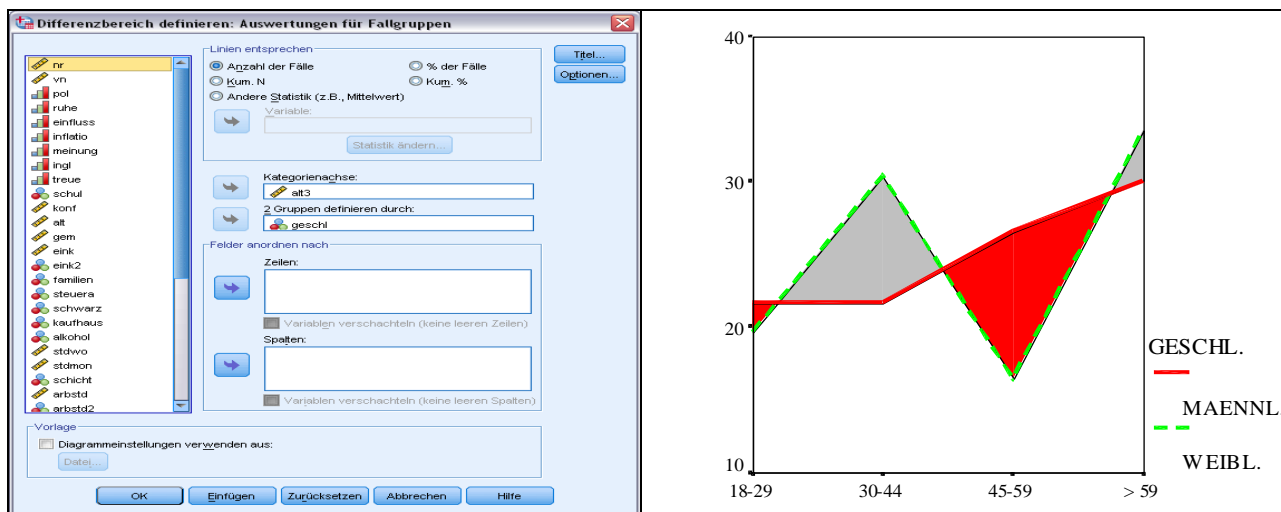 Differenzbereich definieren: Auswertungen für Fallgruppen
nr
vn
pol
ruhe
einfluss
inflatio
meinung
ingl
treue
schul
konf
alt
gem
eink
eink2
familien
steuera
schwarz
kaufhaus
alkohol
stdwo
stdmon
schicht
arbstd
arbstd2
Linien entsprechen
Anzahl der Fälle
% der Fälle
Kum. N
Kum. %
Andere Statistik (z.B., Mittelwert)
Variable:
Statistik ändern...
Kategorienachse:
alt3
2 Gruppen definieren durch:
geschl
Felder anordnen nach
Zeilen:
Variablen verschachteln (keine leeren Zeilen)
Spalten:
Variablen verschachteln (keine leeren Spalten)
Titel...
Optionen...
Vorlage
Diagrammeinstellungen verwenden aus:
Datei...
OK Einfügen Zurücksetzen Abbrechen Hilfe
40
30
20
10
18-29 30-44 45-59 > 59
GESCHL.
MAENNL.
WEIBL.